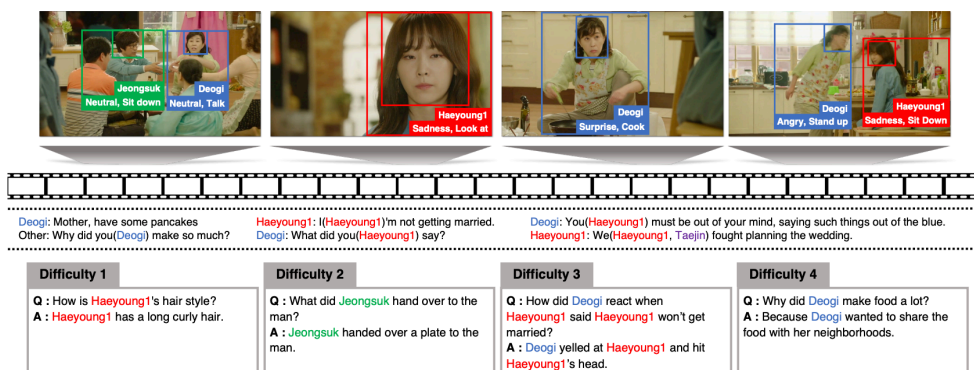 Jeongsuk
Neutral, Sit down
Deogi
Neutral, Talk
Haeyoung1
Sadness, Look at
Deogi
Surprise, Cook
Deogi
Angry, Stand up
Haeyoung1
Sadness, Sit Down
Deogi: Mother, have some pancakes
Other: Why did you(Deogi) make so much?
Haeyoung1: I(Haeyoung1)'m not getting married.
Deogi: What did you(Haeyoung1) say?
Deogi: You(Haeyoung1) must be out of your mind, saying such things out of the blue.
Haeyoung1: We(Haeyoung1, Taejin) fought planning the wedding.
Difficulty 1
Q : How is Haeyoung1's hair style?
A : Haeyoung1 has a long curly hair.
Difficulty 2
Q : What did Jeongsuk hand over to the
man?
A : Jeongsuk handed over a plate to the
man.
Difficulty 3
Q : How did Deogi react when
Haeyoung1 said Haeyoung1 won't get
married?
A : Deogi yelled at Haeyoung1 and hit
Haeyoung1's head.
Difficulty 4
Q : Why did Deogi make food a lot?
A : Because Deogi wanted to share the
food with her neighborhoods.